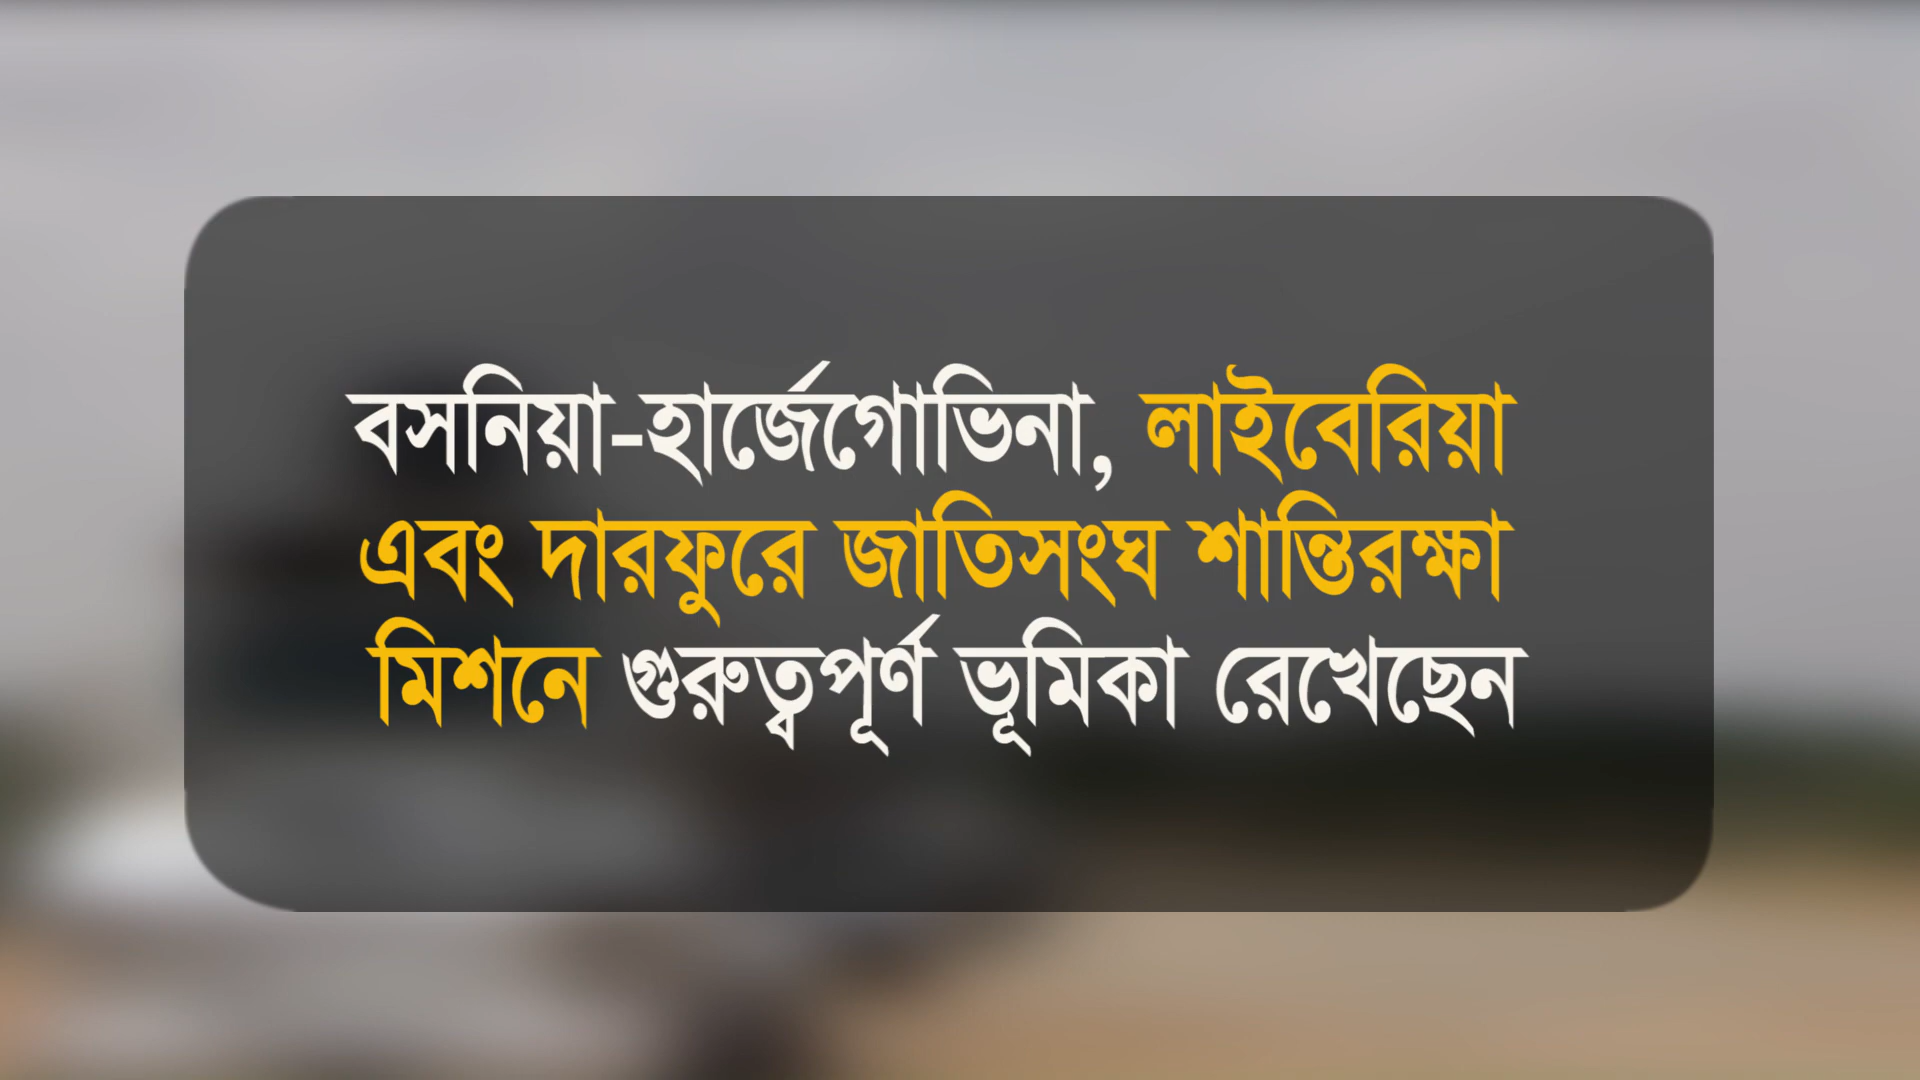 বসনিয়া-হার্জেগোভিনা, লাইবেরিয়া
এবং দারফুরে জাতিসংঘ শান্তিরক্ষা
মিশনে গুরুত্বপূর্ণ ভূমিকা রেখেছেন